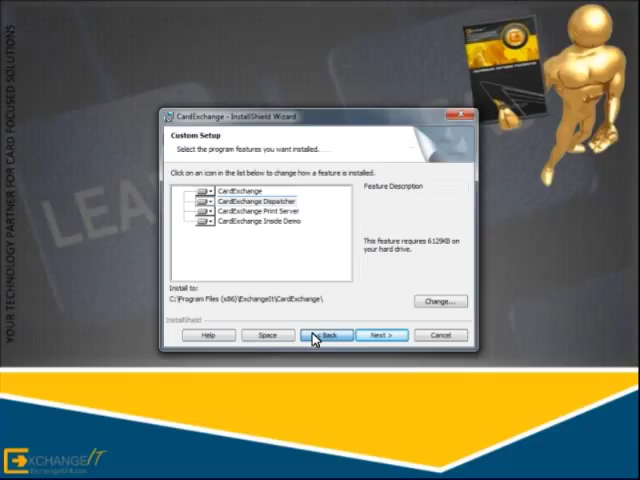 YOUR TECHNOLOGY PARTNER FOR CARD FOCUSED SOLUTIONS
LEA
CardExchange - InstallShield Wizard
Custom Setup
Select the program features you want installed.
Click on an icon in the list below to change how a feature is installed.
CardExchange
CardExchange Dispatcher
CardExchange Print Server
CardExchange Inside Demo
Feature Description
This feature requires 6129KB on
your hard drive.
Install to:
C:\Program Files (x86)\ExchangeIt\CardExchange\
Change...
InstallShield
Help Space Back Next > Cancel
EXCHANGEIT